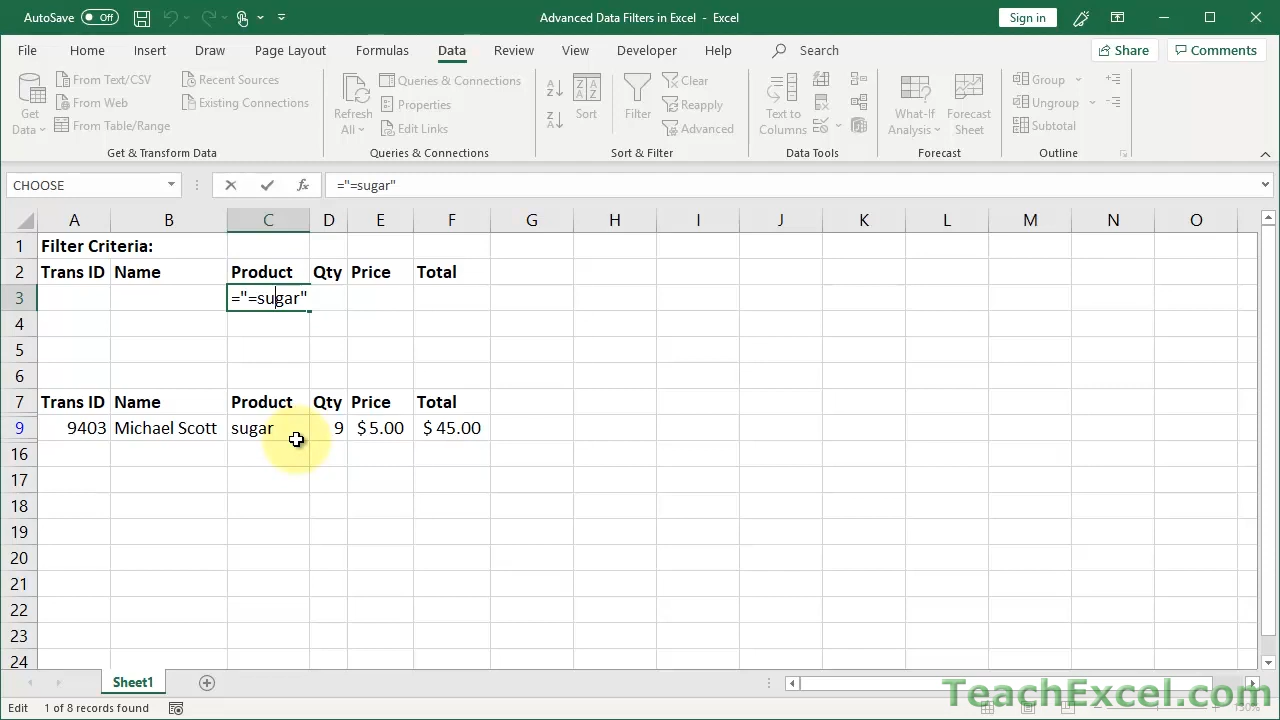 AutoSave Off
Advanced Data Filters in Excel - Excel
Sign in
File Home Insert Draw Page Layout Formulas Data Review View Developer Help Search Share Comments
Get Data
From Text/CSV
From Web
From Table/Range
Recent Sources
Existing Connections
Get & Transform Data
Refresh All
Queries & Connections
Properties
Edit Links
Queries & Connections
Sort
Filter
Clear
Reapply
Advanced
Sort & Filter
Text to Columns
Data Tools
What-If Analysis
Forecast Sheet
Forecast
Group
Ungroup
Subtotal
Outline
CHOOSE fx ="=sugar"
A B C D E F G H I J K L M N O
1 Filter Criteria:
2 Trans ID Name Product Qty Price Total
3 ="=sugar"
4
5
6
7 Trans ID Name Product Qty Price Total
9 9403 Michael Scott sugar 9 $ 5.00 $ 45.00
16
17
18
19
20
21
22
23
24
Sheet1
Edit 1 of 8 records found
TeachExcel.com